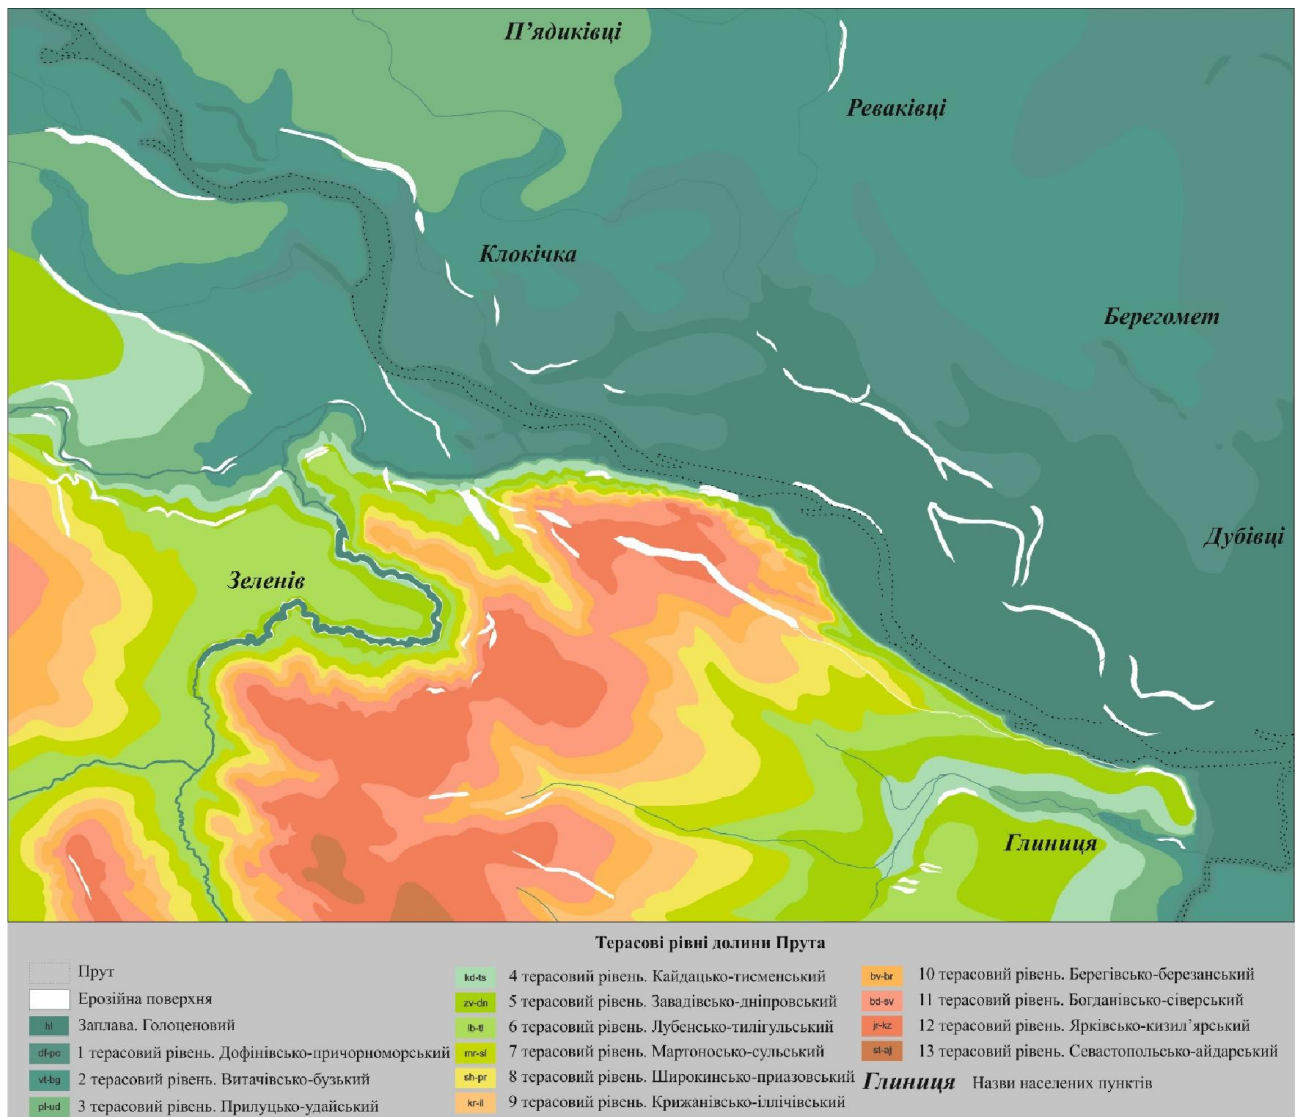 П’ядиківці
Реваківці
Клокічка
Берегомет
Дубівці
Зеленів
Глиниця
Терасові рівні долини Прута
Прут
Ерозійна поверхня
hl Заплава. Голоценовий
df-pc 1 терасовий рівень. Дофінівсько-причорноморський
vt-bg 2 терасовий рівень. Витачівсько-бузький
pl-ud 3 терасовий рівень. Прилуцько-удайський
kd-ts 4 терасовий рівень. Кайдацько-тисменський
zv-dn 5 терасовий рівень. Завадівсько-дніпровський
lb-tl 6 терасовий рівень. Лубенсько-тилігульський
mr-sl 7 терасовий рівень. Мартонosько-сульський
sh-pr 8 терасовий рівень. Широкинсько-приазовський
kr-il 9 терасовий рівень. Крижанівсько-іллічівський
bv-br 10 терасовий рівень. Берегівсько-березанський
bd-sv 11 терасовий рівень. Богданівсько-сіверський
jr-kz 12 терасовий рівень. Ярківсько-кизил’ярський
st-aj 13 терасовий рівень. Севастопольсько-айдарський
Глиниця Назви населених пунктів